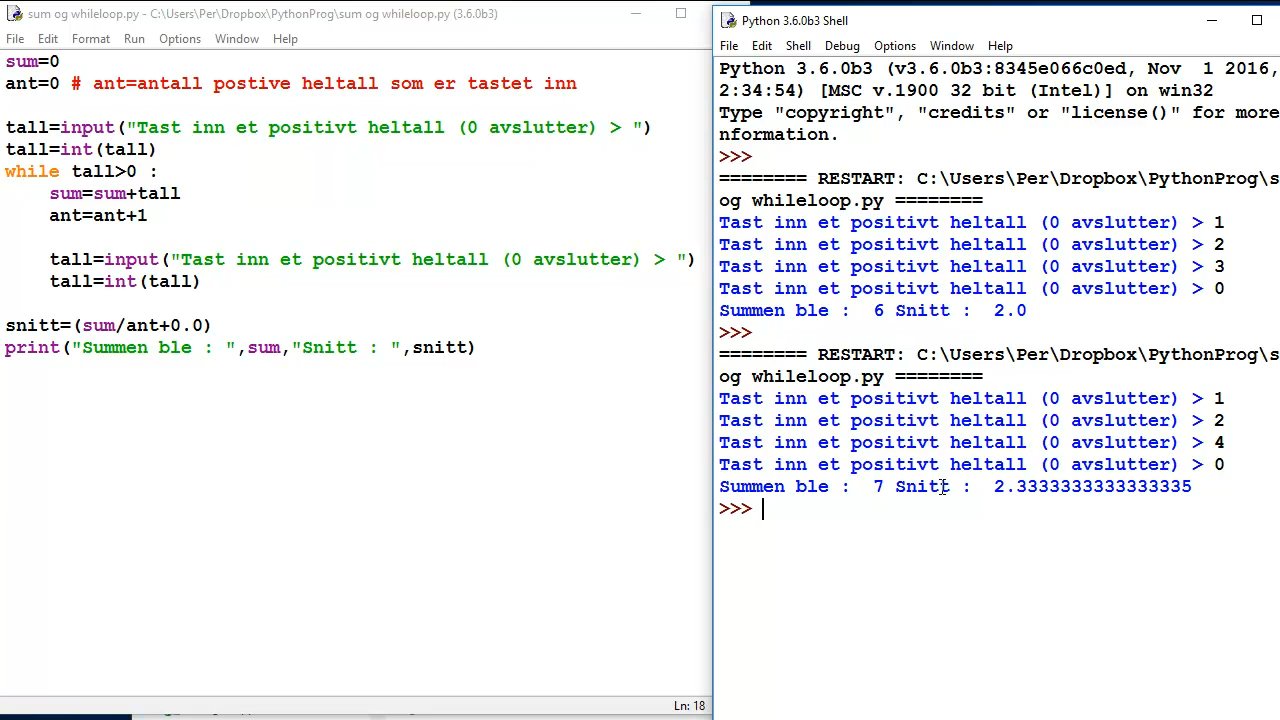 sum og whileloop.py - C:\Users\Per\Dropbox\PythonProg\sum og whileloop.py (3.6.0b3)
File Edit Format Run Options Window Help
sum=0
ant=0 # ant=antall postive heltall som er tastet inn
tall=input("Tast inn et positivt heltall (0 avslutter) > ")
tall=int(tall)
while tall>0 :
    sum=sum+tall
    ant=ant+1
    tall=input("Tast inn et positivt heltall (0 avslutter) > ")
    tall=int(tall)
snitt=(sum/ant+0.0)
print("Summen ble : ",sum,"Snitt : ",snitt)
Ln: 18
Python 3.6.0b3 Shell
File Edit Shell Debug Options Window Help
Python 3.6.0b3 (v3.6.0b3:8345e066c0ed, Nov  1 2016,
2:34:54) [MSC v.1900 32 bit (Intel)] on win32
Type "copyright", "credits" or "license()" for more
nformation.
>>>
======== RESTART: C:\Users\Per\Dropbox\PythonProg\s
og whileloop.py ========
Tast inn et positivt heltall (0 avslutter) > 1
Tast inn et positivt heltall (0 avslutter) > 2
Tast inn et positivt heltall (0 avslutter) > 3
Tast inn et positivt heltall (0 avslutter) > 0
Summen ble :  6 Snitt :  2.0
>>>
======== RESTART: C:\Users\Per\Dropbox\PythonProg\s
og whileloop.py ========
Tast inn et positivt heltall (0 avslutter) > 1
Tast inn et positivt heltall (0 avslutter) > 2
Tast inn et positivt heltall (0 avslutter) > 4
Tast inn et positivt heltall (0 avslutter) > 0
Summen ble :  7 Snitt :  2.3333333333333335
>>>